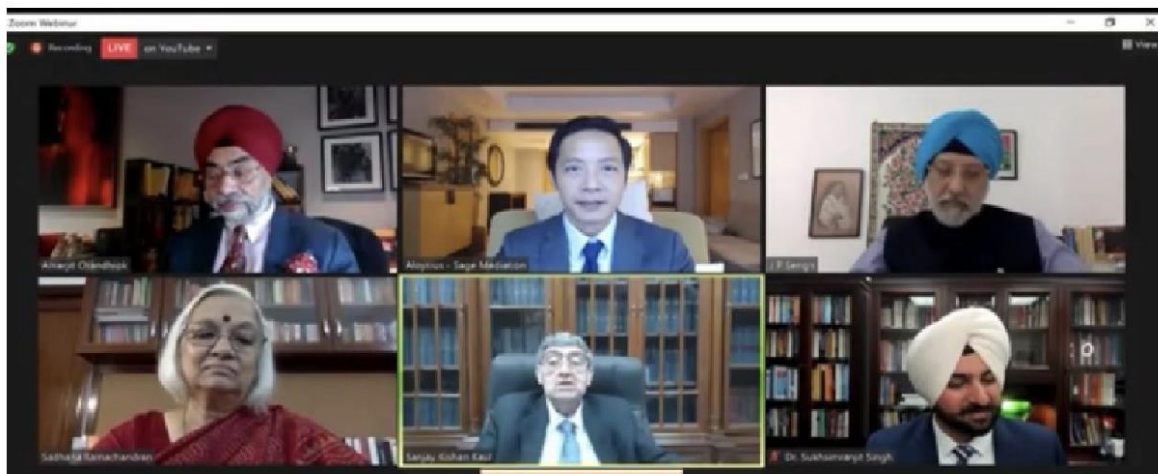 Zoom Webinar
Recording LIVE on YouTube
View
Amarjit Chandhiok
Aloysius - Sage Mediation
J P Sengh
Sadhana Ramachandran
Sanjay Kishan Kaul
Dr. Sukhsimranjit Singh